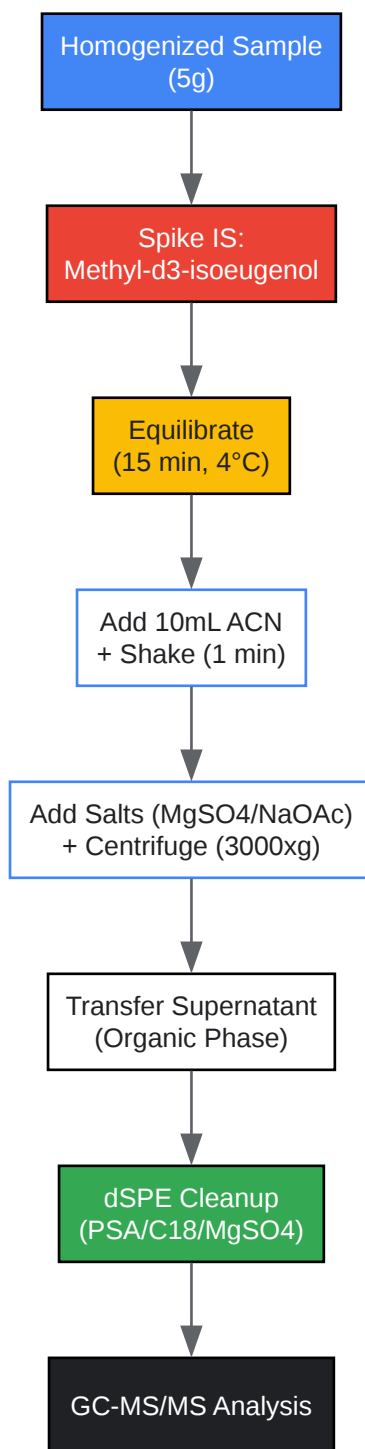 Homogenized Sample
(5g)
Spike IS:
Methyl-d3-isoeugenol
Equilibrate
(15 min, 4°C)
Add 10mL ACN
+ Shake (1 min)
Add Salts (MgSO4/NaOAc)
+ Centrifuge (3000xg)
Transfer Supernatant
(Organic Phase)
dSPE Cleanup
(PSA/C18/MgSO4)
GC-MS/MS Analysis